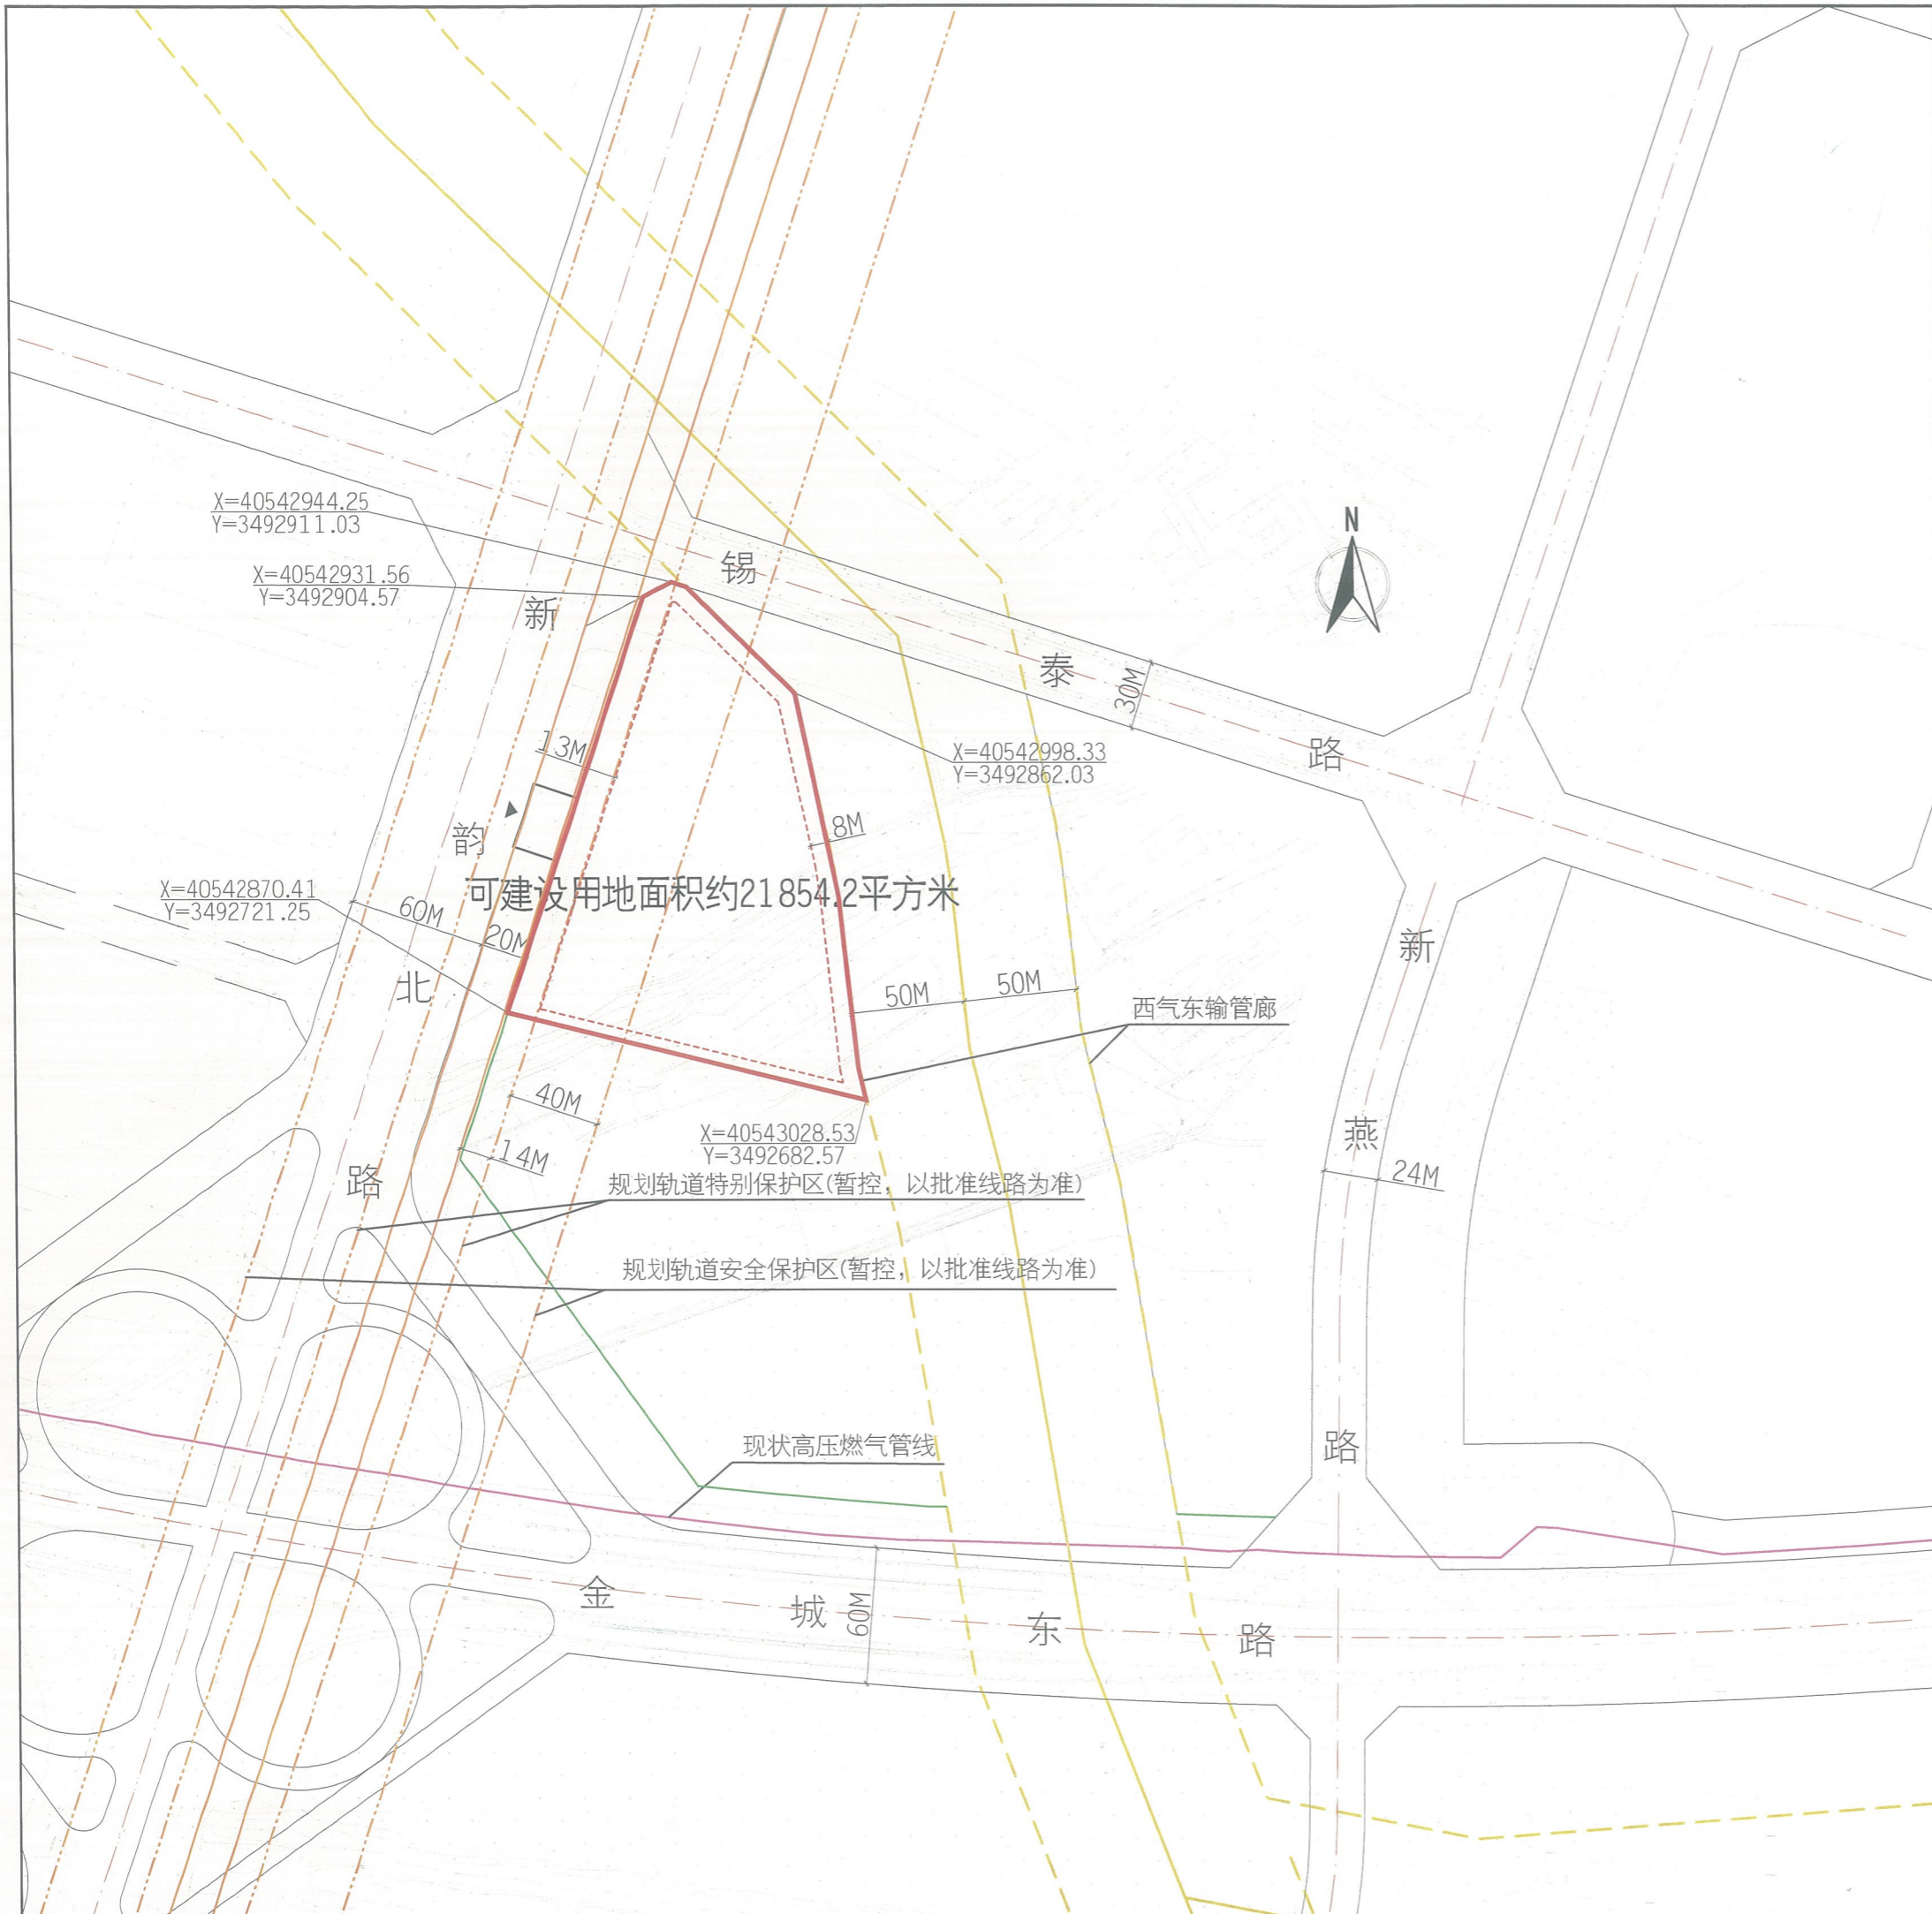 N
X=40542944.25
Y=3492911.03
X=40542931.56
Y=3492904.57
锡
泰
路
30M
新
韵
北
路
13M
X=40542998.33
Y=3492862.03
8M
可建设用地面积约21854.2平方米
X=40542870.41
Y=3492721.25
60M
20M
50M
50M
西气东输管廊
新
燕
路
24M
40M
14M
X=40543028.53
Y=3492682.57
规划轨道特别保护区(暂控，以批准线路为准)
规划轨道安全保护区(暂控，以批准线路为准)
现状高压燃气管线
金
城
东
路
60M